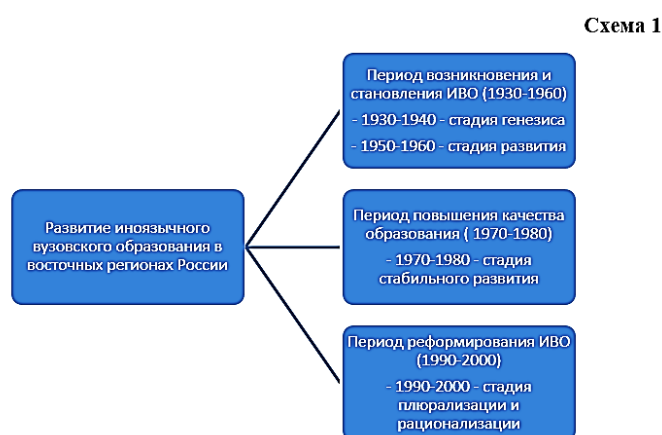 Схема 1
Период возникновения и
становления ИВО (1930-1960)
- 1930-1940 - стадия генезиса
- 1950-1960 - стадия развития
Развитие иноязычного
вузовского образования в
восточных регионах России
Период повышения качества
образования ( 1970-1980)
- 1970-1980 - стадия
стабильного развития
Период реформирования ИВО
(1990-2000)
- 1990-2000 - стадия
плюрализации и
рационализации